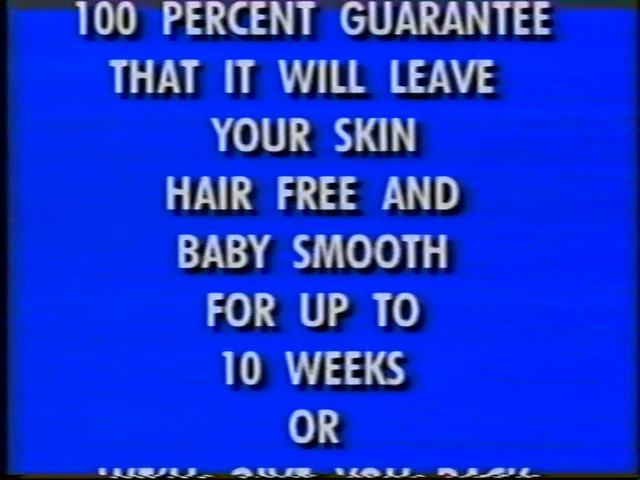 100 PERCENT GUARANTEE
THAT IT WILL LEAVE
YOUR SKIN
HAIR FREE AND
BABY SMOOTH
FOR UP TO
10 WEEKS
OR